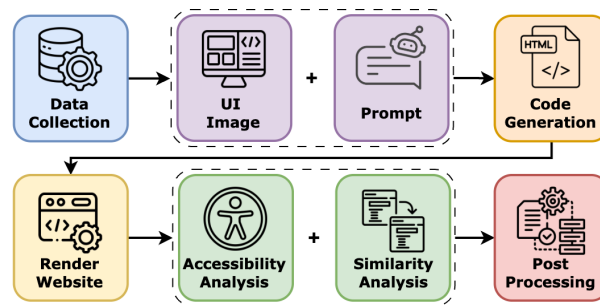 Data
Collection
</>
UI
Image
+
Prompt
HTML
</>
Code
Generation
</>
Render
Website
Accessibility
Analysis
+
Similarity
Analysis
Post
Processing